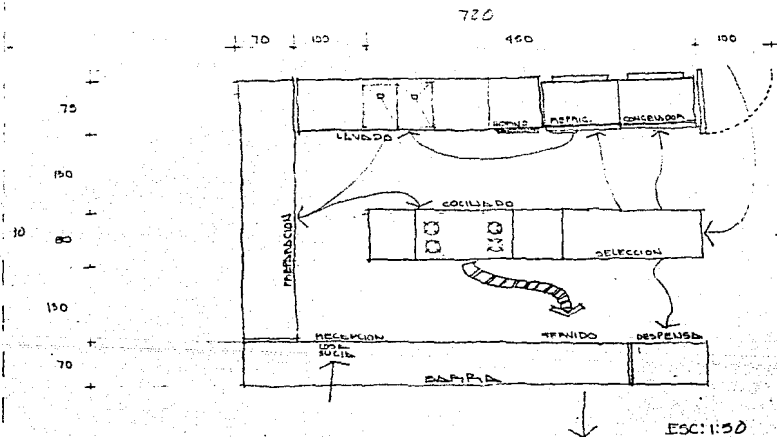 720
70 100 450 100
75
LAVADO
HORNO REFRIG. CONGELADOR
150
COCINADO
PREPARACION
80
SELECCION
150
RECEPCION SERVIDO DESPENSA
LOSA
SUCIA
70
BARRA
ESC: 1:50